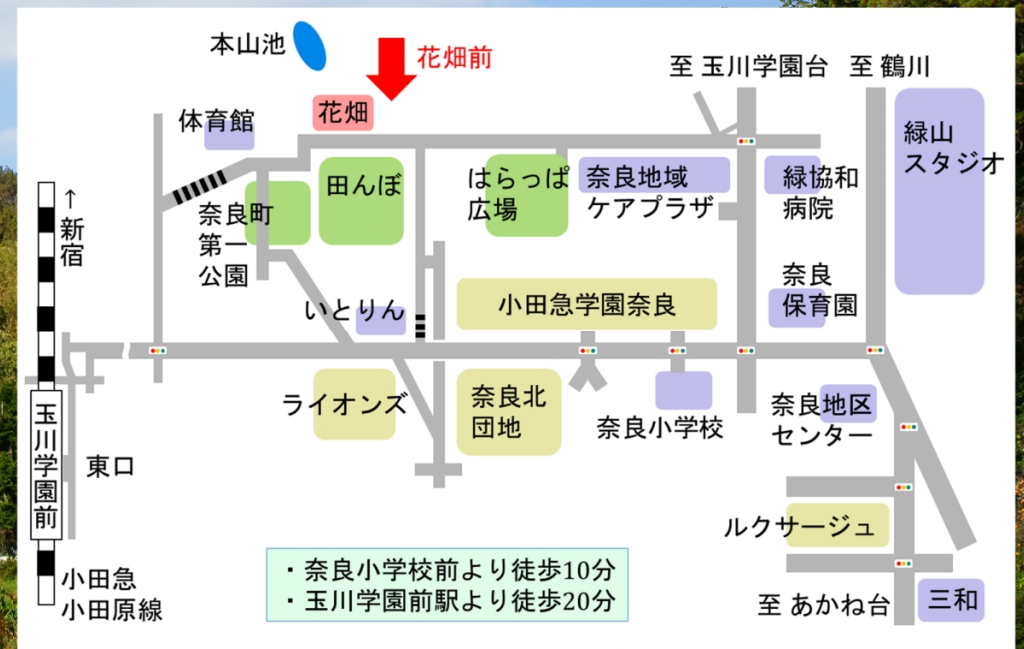 本山池
花畑前
至 玉川学園台
至 鶴川
花畑
体育館
緑山
スタジオ
田んぼ
はらっぱ
広場
奈良地域
ケアプラザ
緑協和
病院
奈良町
第一
公園
↑新宿
いとりん
小田急学園奈良
奈良
保育園
ライオンズ
奈良北
団地
奈良小学校
奈良地区
センター
玉川学園前
東口
ルクサージュ
小田急
小田原線
・奈良小学校前より徒歩10分
・玉川学園前駅より徒歩20分
至 あかね台
三和